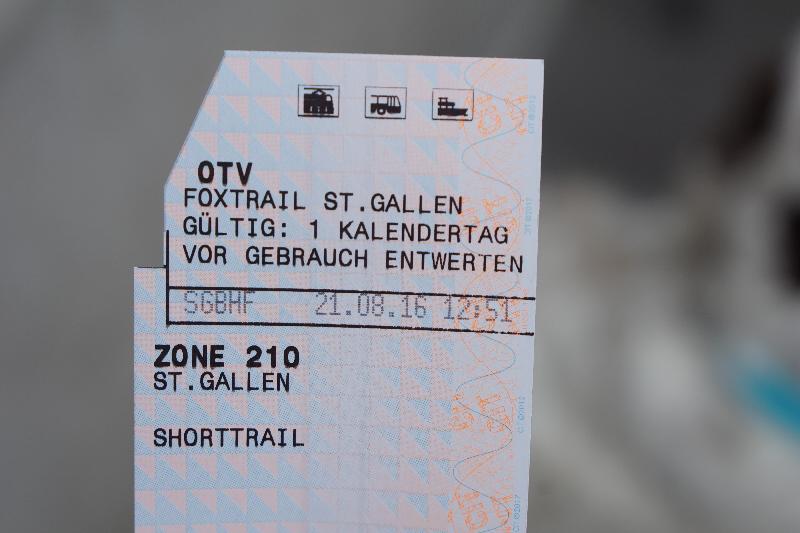 OTV
FOXTRAIL ST.GALLEN
GÜLTIG: 1 KALENDERTAG
VOR GEBRAUCH ENTWERTEN
SGBHF 21.08.16 12:51
ZONE 210
ST.GALLEN
SHORTTRAIL